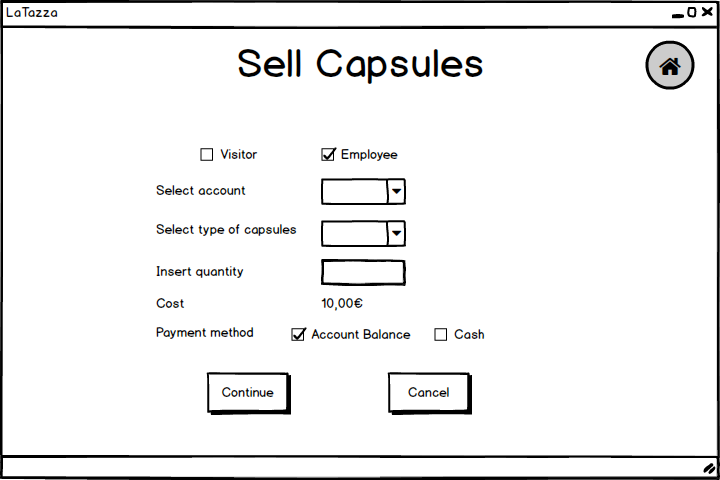 LaTazza
Sell Capsules
Visitor Employee
Select account
Select type of capsules
Insert quantity
Cost 10,00€
Payment method Account Balance Cash
Continue Cancel